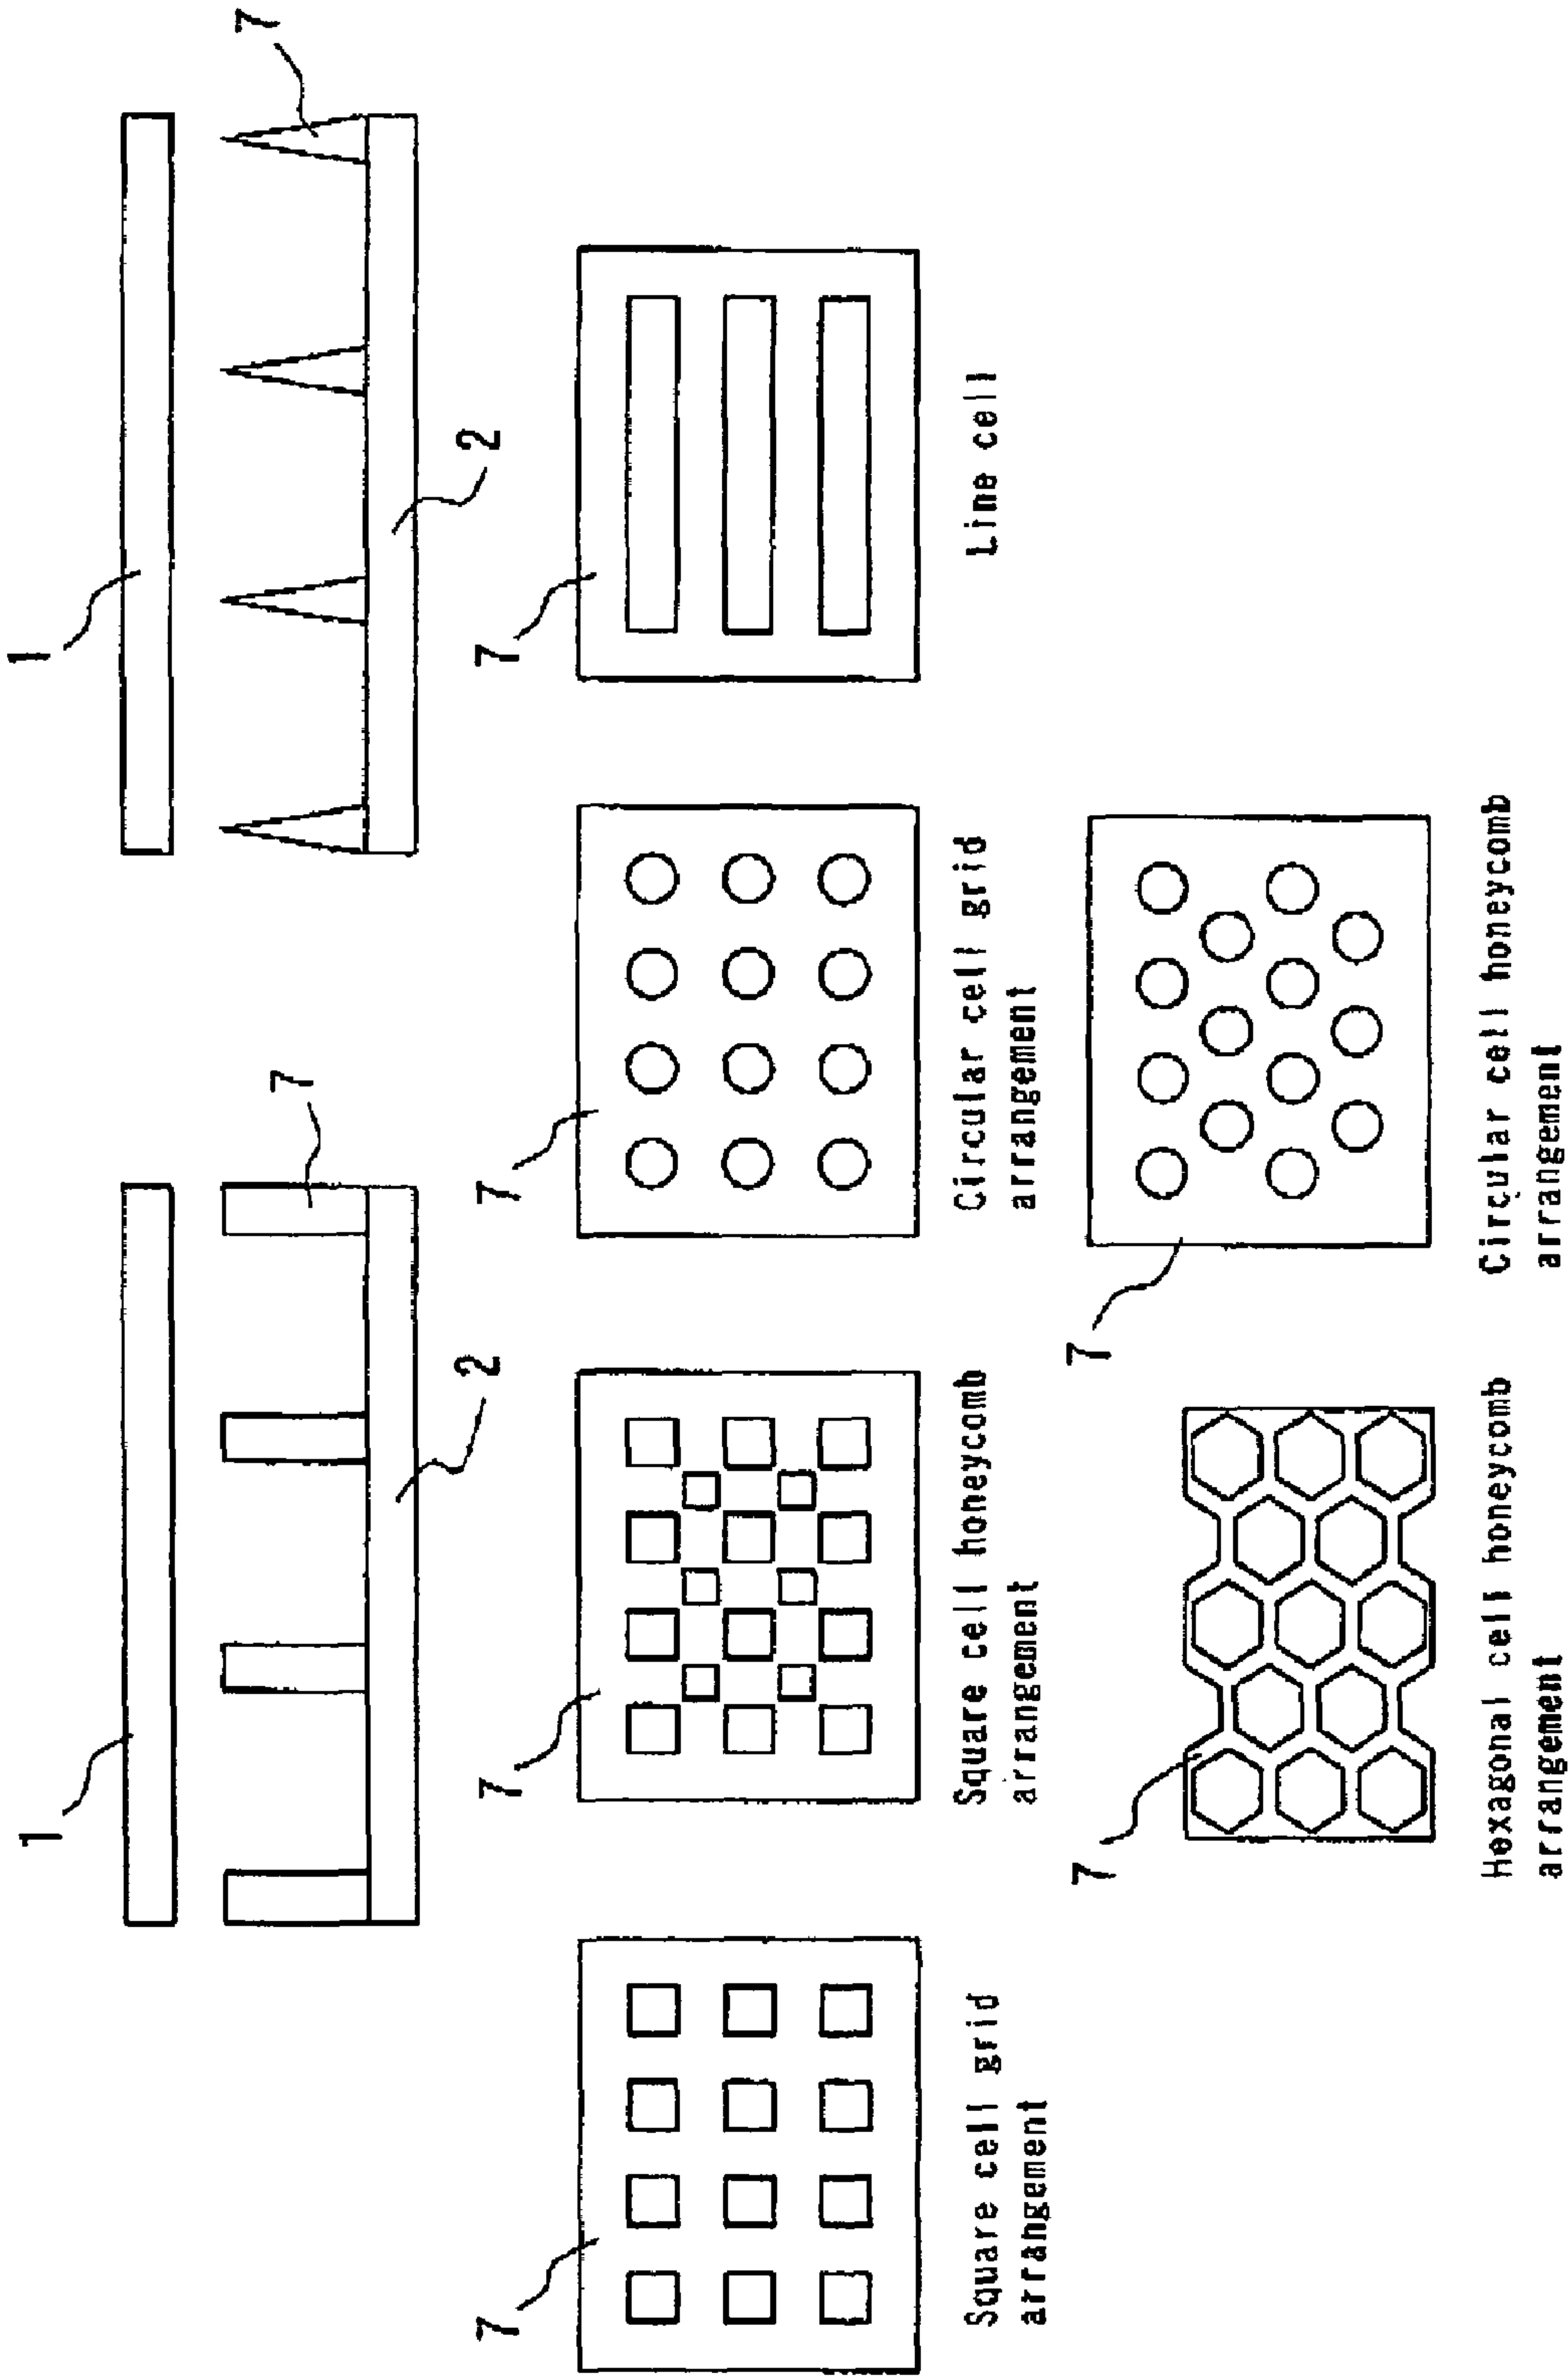 1
7
2
1
7
2
7
Square cell grid
arrangement
7
Square cell honeycomb
arrangement
7
Circular cell grid
arrangement
7
Line cell
7
Hexagonal cell honeycomb
arrangement
7
Circular cell honeycomb
arrangement